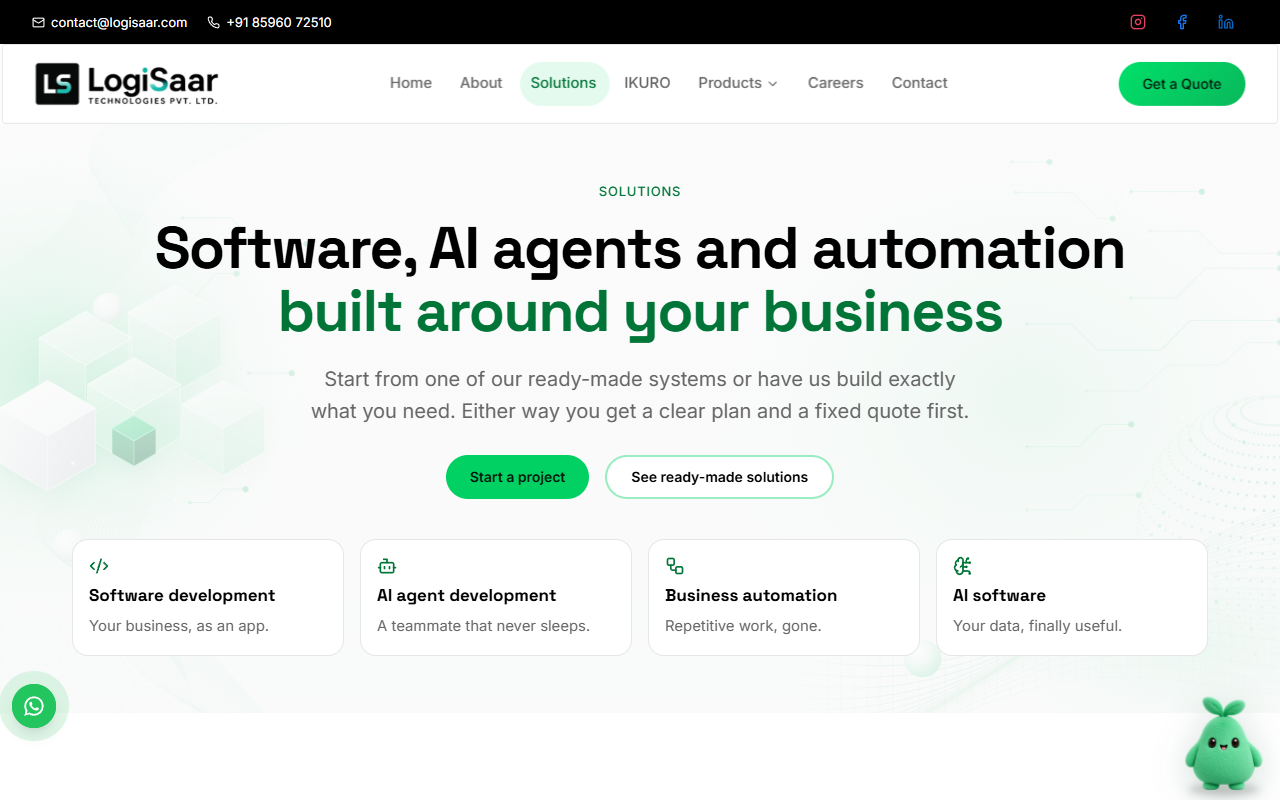 contact@logisaar.com +91 85960 72510
LS LogiSaar
TECHNOLOGIES PVT. LTD.
Home About Solutions IKURO Products Careers Contact Get a Quote
SOLUTIONS
Software, AI agents and automation
built around your business
Start from one of our ready-made systems or have us build exactly
what you need. Either way you get a clear plan and a fixed quote first.
Start a project See ready-made solutions
Software development AI agent development Business automation AI software
Your business, as an app. A teammate that never sleeps. Repetitive work, gone. Your data, finally useful.